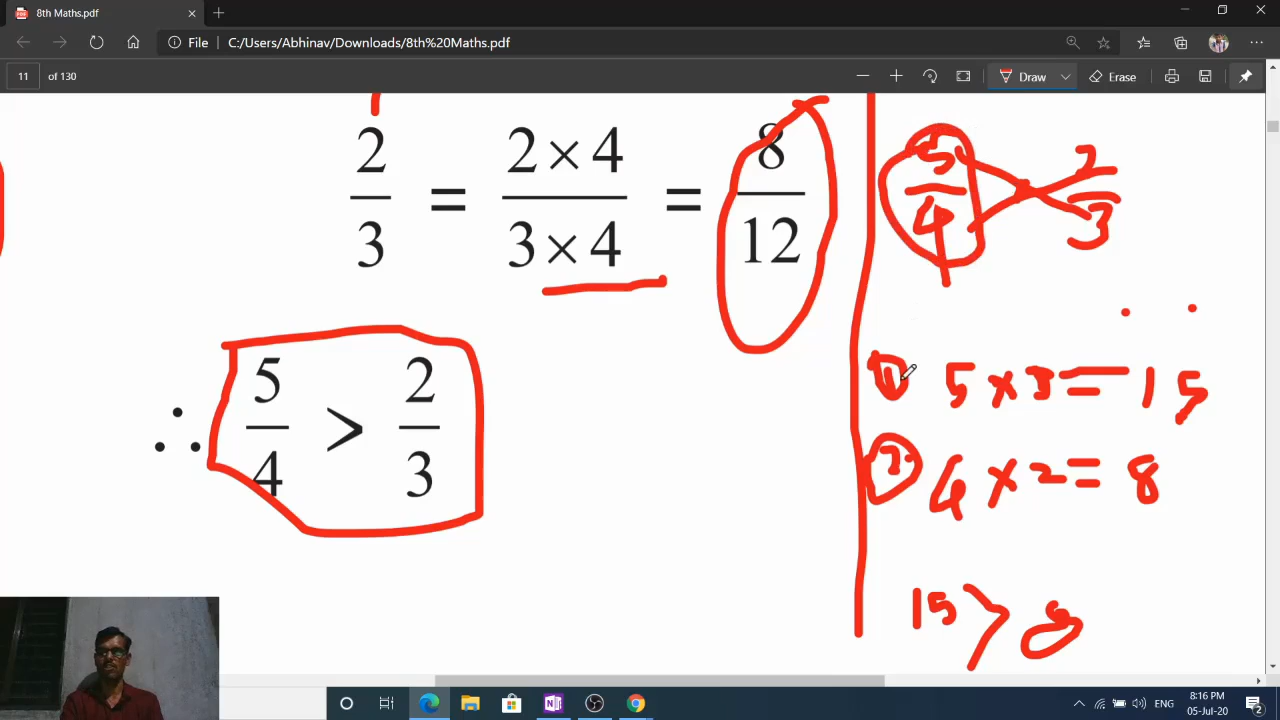 8th Maths.pdf
File C:/Users/Abhinav/Downloads/8th%20Maths.pdf
11 of 130 Draw Erase
2/3 = 2×4/3×4 = 8/12
5/4 2/3
∴ 5/4 > 2/3
① 5 × 3 = 15
② 4 × 2 = 8
15 > 8
ENG 8:16 PM
05-Jul-20
2